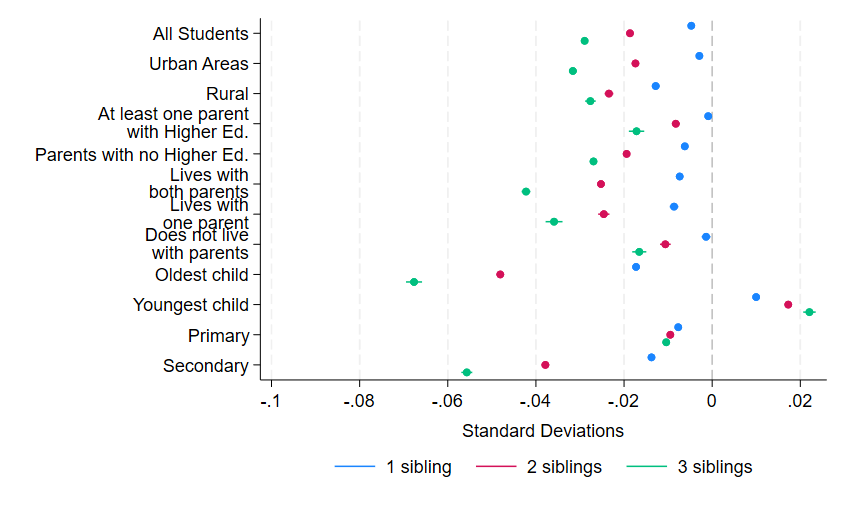 All Students
Urban Areas
Rural
At least one parent
with Higher Ed.
Parents with no Higher Ed.
Lives with
both parents
Lives with
one parent
Does not live
with parents
Oldest child
Youngest child
Primary
Secondary
-.1 -.08 -.06 -.04 -.02 0 .02
Standard Deviations
1 sibling 2 siblings 3 siblings